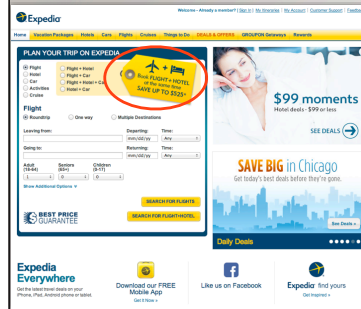 Welcome - Already a member? | Sign in | My Itineraries | My Account | Customer Support | Feedb
Expedia
Home Vacation Packages Hotels Cars Flights Cruises Things to Do DEALS & OFFERS GROUPON Getaways Rewards
PLAN YOUR TRIP ON EXPEDIA
Flight
Hotel
Car
Activities
Cruise
Flight + Hotel
Flight + Car
Flight + Hotel + Car
Hotel + Car
Book FLIGHT + HOTEL
at the same time
SAVE UP TO $525*
Flight
Roundtrip One way Multiple Destinations
Leaving from: Departing: Time:
mm/dd/yy Any
Going to: Returning: Time:
mm/dd/yy Any
Adult Seniors Children
(18-64) (65+) (0-17)
1 0 0
Show Additional Options
SEARCH FOR FLIGHTS
BEST PRICE
GUARANTEE
SEARCH FOR FLIGHT+HOTEL
$99 moments
Hotel deals - $99 or less
SEE DEALS
SAVE BIG in Chicago
Get today's best deals before they're gone.
See Deals »
Daily Deals
Expedia
Everywhere
Get the latest travel deals on your
iPhone, iPad, Android phone or tablet.
Download our FREE
Mobile App
Get it Now »
Like us on Facebook
Expedia finds yours
Get Inspired »